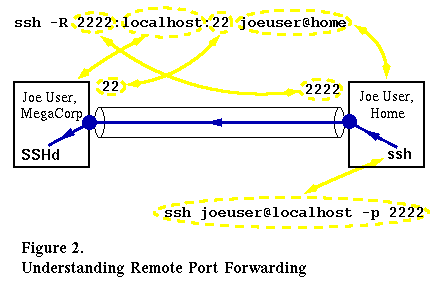 ssh -R 2222:localhost:22 joeuser@home
22
2222
Joe User,
MegaCorp
Joe User,
Home
SSHd
ssh
ssh joeuser@localhost -p 2222
Figure 2.
Understanding Remote Port Forwarding